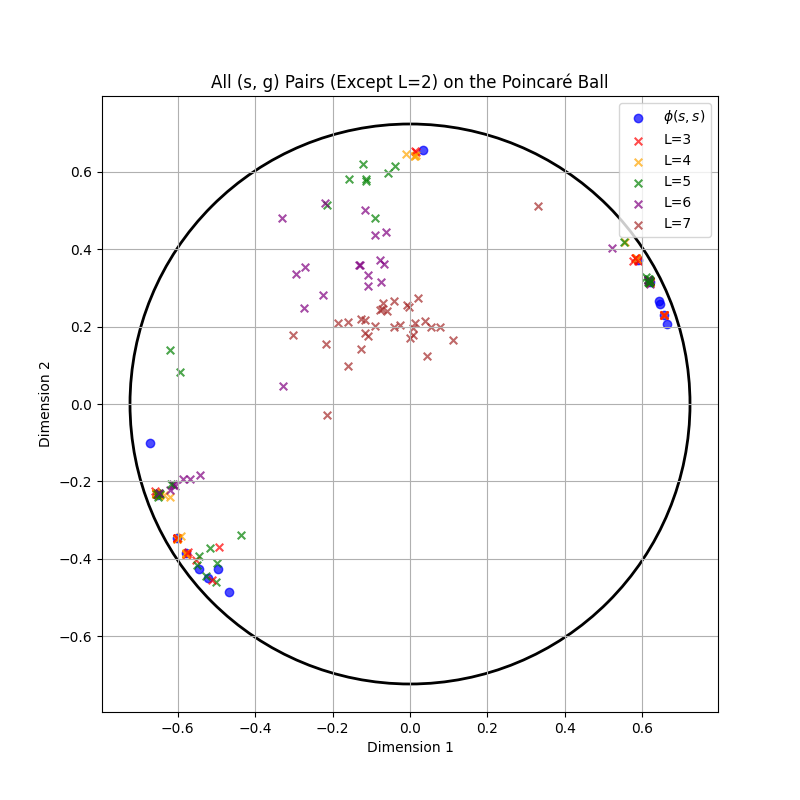 All (s, g) Pairs (Except L=2) on the Poincaré Ball
ϕ(s, s)
L=3
L=4
L=5
L=6
L=7
0.6
0.4
0.2
0.0
−0.2
−0.4
−0.6
Dimension 2
−0.6 −0.4 −0.2 0.0 0.2 0.4 0.6
Dimension 1